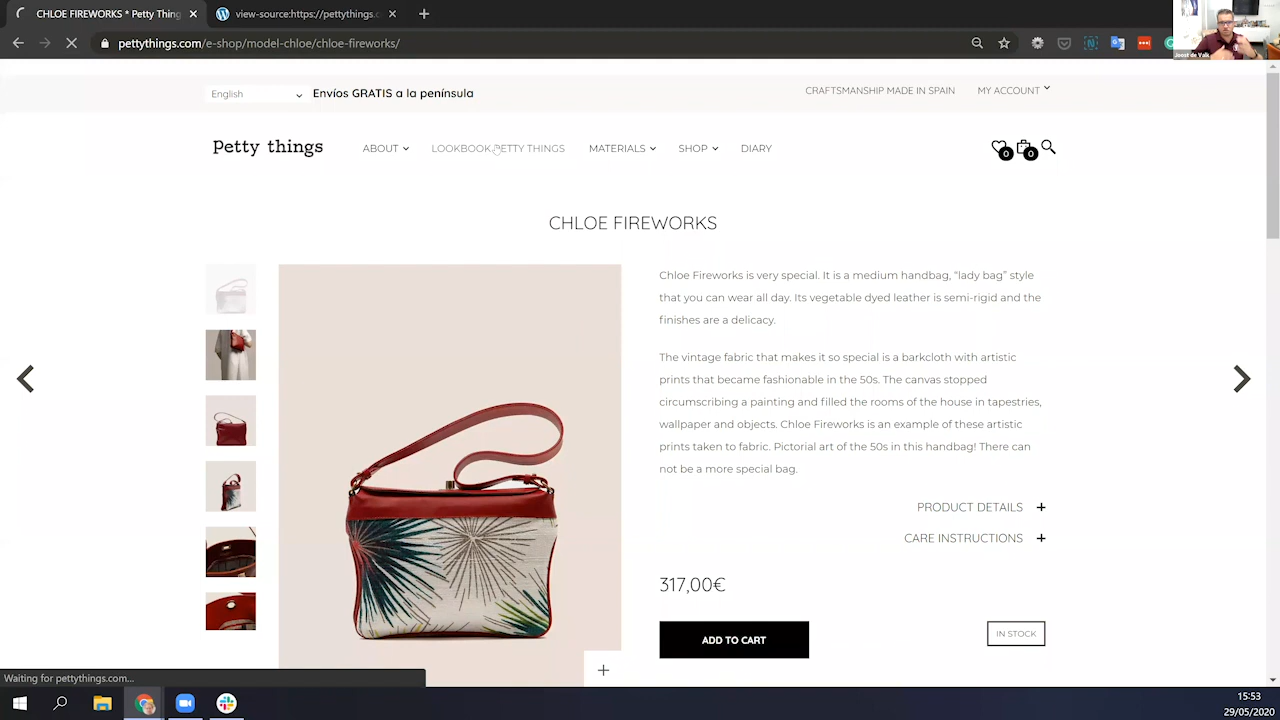 CHLOE FIREWORKS * Petty Thing
view-source:https://pettythings.c
pettythings.com/e-shop/model-chloe/chloe-fireworks/
Joost de Valk
English
Envíos GRATIS a la península
CRAFTSMANSHIP MADE IN SPAIN
MY ACCOUNT
Petty things
ABOUT
LOOKBOOK PETTY THINGS
MATERIALS
SHOP
DIARY
0
0
CHLOE FIREWORKS
Chloe Fireworks is very special. It is a medium handbag, “lady bag” style
that you can wear all day. Its vegetable dyed leather is semi-rigid and the
finishes are a delicacy.
The vintage fabric that makes it so special is a barkcloth with artistic
prints that became fashionable in the 50s. The canvas stopped
circumscribing a painting and filled the rooms of the house in tapestries,
wallpaper and objects. Chloe Fireworks is an example of these artistic
prints taken to fabric. Pictorial art of the 50s in this handbag! There can
not be a more special bag.
PRODUCT DETAILS +
CARE INSTRUCTIONS +
317,00€
ADD TO CART
IN STOCK
Waiting for pettythings.com...
15:53
29/05/2020